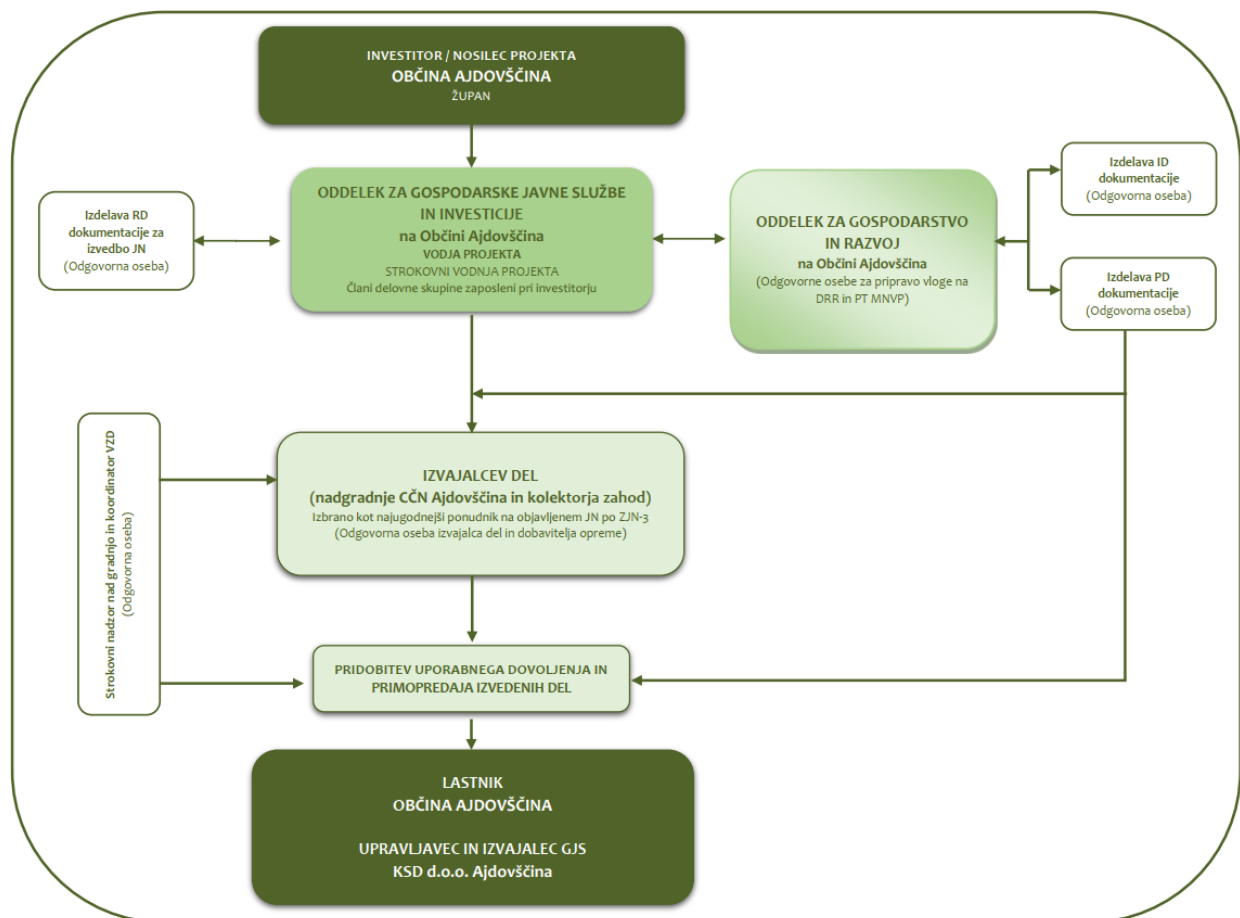 INVESTITOR / NOSILEC PROJEKTA
OBČINA AJDOVŠČINA
ŽUPAN
Izdelava RD
dokumentacije za
izvedbo JN
(Odgovorna oseba)
ODDELEK ZA GOSPODARSKE JAVNE SLUŽBE
IN INVESTICIJE
na Občini Ajdovščina
VODJA PROJEKTA
STROKOVNI VODNJA PROJEKTA
Člani delovne skupine zaposleni pri investitorju
ODDELEK ZA GOSPODARSTVO
IN RAZVOJ
na Občini Ajdovščina
(Odgovorne osebe za pripravo vloge na
DRR in PT MNVP)
Izdelava ID
dokumentacije
(Odgovorna oseba)
Izdelava PD
dokumentacije
(Odgovorna oseba)
Strokovni nadzor nad gradnjo in koordinator VZD
(Odgovorna oseba)
IZVAJALCEV DEL
(nadgradnje CČN Ajdovščina in kolektorja zahod)
Izbrano kot najugodnejši ponudnik na objavljenem JN po ZJN-3
(Odgovorna oseba izvajalca del in dobavitelja opreme)
PRIDOBITEV UPORABNEGA DOVOLJENJA IN
PRIMOPREDAJA IZVEDENIH DEL
LASTNIK
OBČINA AJDOVŠČINA
UPRAVLJAVEC IN IZVAJALEC GJS
KSD d.o.o. Ajdovščina